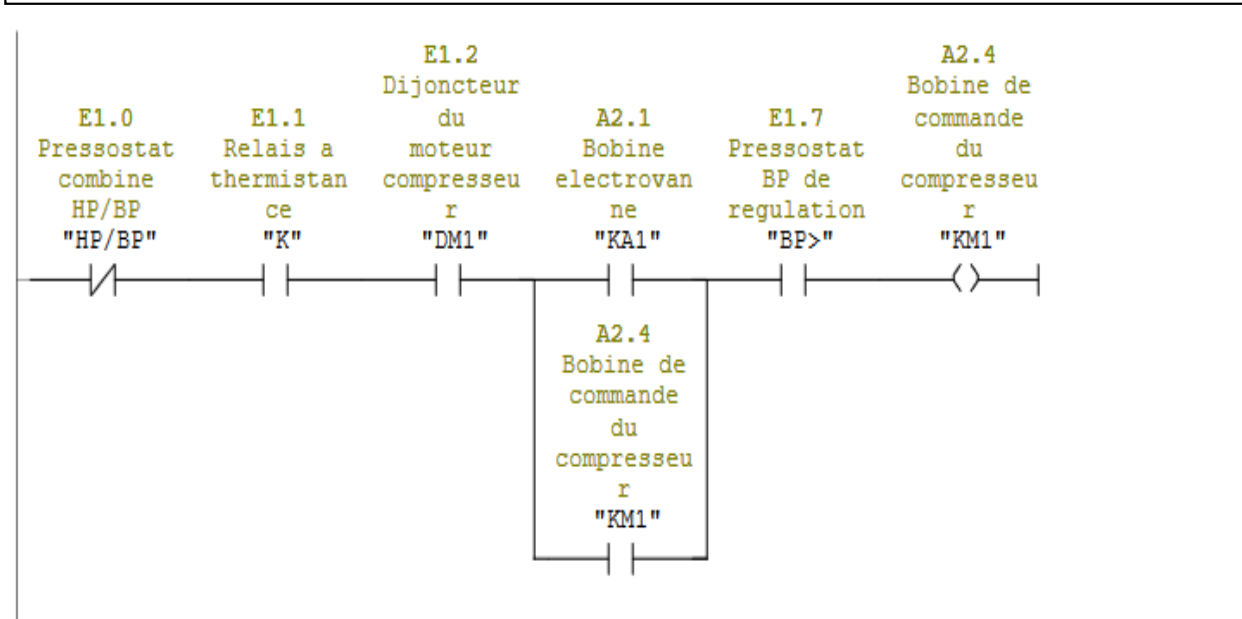 E1.0
Pressostat
combine
HP/BP
"HP/BP"
E1.1
Relais a
thermistan
ce
"K"
E1.2
Dijoncteur
du
moteur
compresseu
r
"DM1"
A2.1
Bobine
electrovan
ne
"KA1"
E1.7
Pressostat
BP de
regulation
"BP>"
A2.4
Bobine de
commande
du
compresseu
r
"KM1"
A2.4
Bobine de
commande
du
compresseu
r
"KM1"